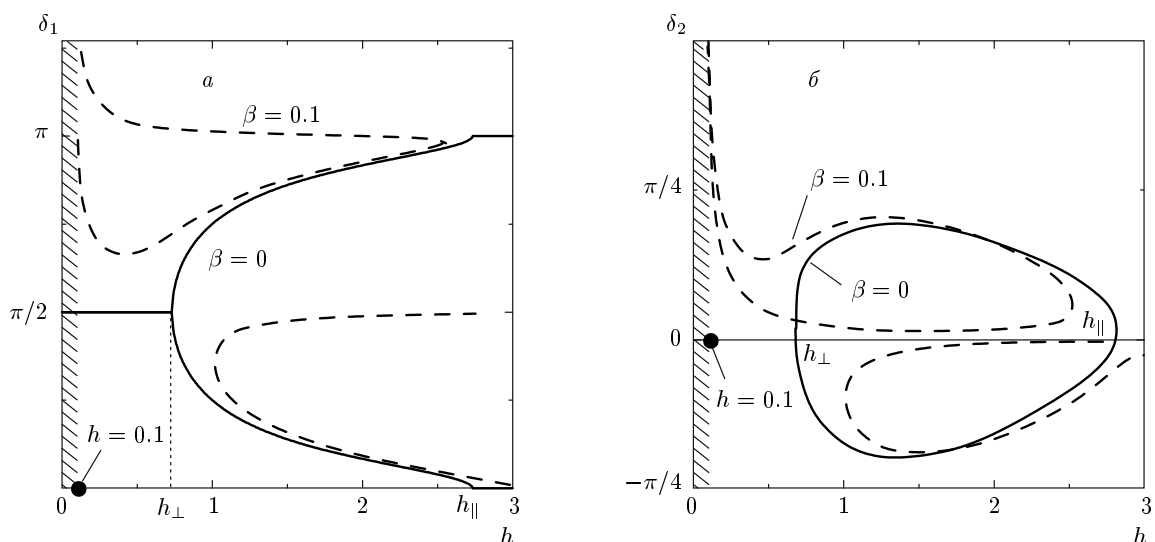 δ₁
а
β = 0.1
π
β = 0
π/2
h = 0.1
0
h⊥
1
2
h∥
3
h
δ₂
б
π/4
β = 0.1
β = 0
h∥
0
h⊥
h = 0.1
−π/4
0
1
2
3
h